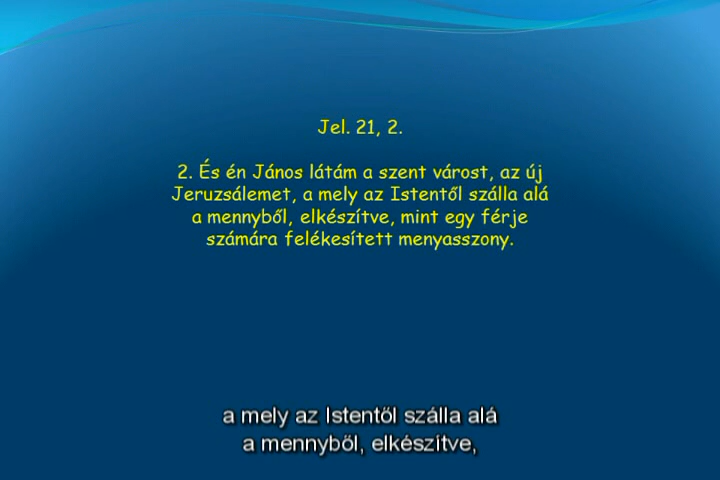 Jel. 21, 2.
2. És én János látám a szent várost, az új
Jeruzsálemet, a mely az Istentől szálla alá
a mennyből, elkészítve, mint egy férje
számára felékesített menyasszony.
a mely az Istentől szálla alá
a mennyből, elkészítve,